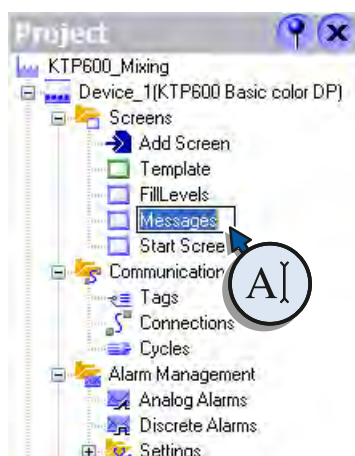 Project
KTP600_Mixing
Device_1(KTP600 Basic color DP)
Screens
Add Screen
Template
FillLevels
Messages
Start Scree
Communication
AI
Tags
Connections
Cycles
Alarm Management
Analog Alarms
Discrete Alarms
Settings